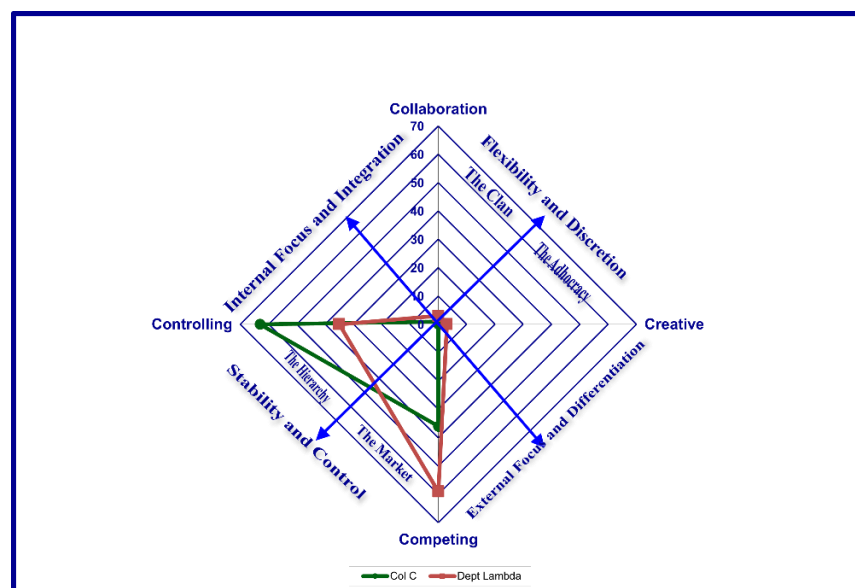 Collaboration
70
60
50
40
30
20
10
0
Internal Focus and Integration
Flexibility and Discretion
The Clan
The Adhocracy
Controlling
Creative
The Hierarchy
Stability and Control
The Market
External Focus and Differentiation
Competing
Col C
Dept Lambda